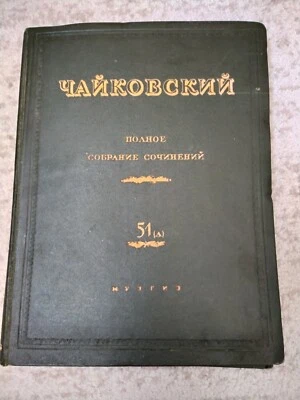 ЧАЙКОВСКИЙ
ПОЛНОЕ
СОБРАНИЕ СОЧИНЕНИЙ
51(А)
МУЗГИЗ